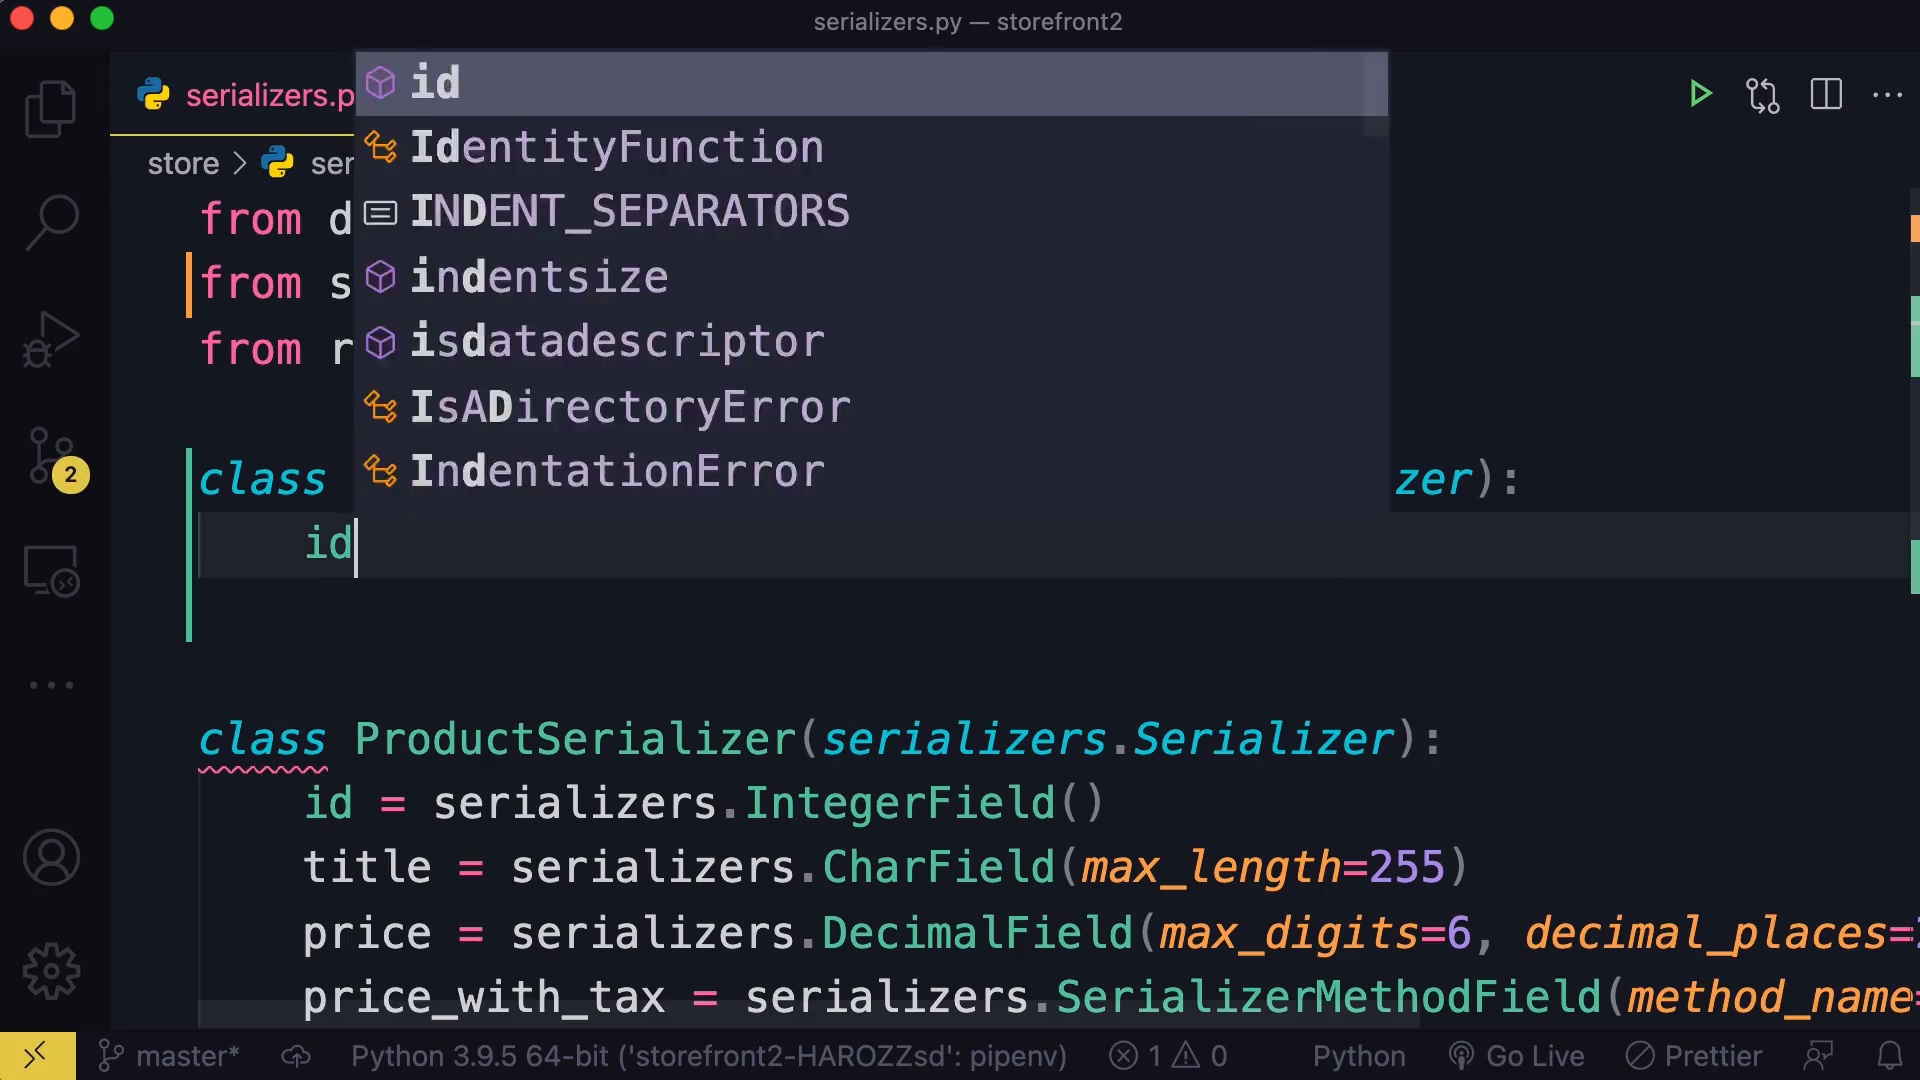 serializers.py — storefront2
serializers.p
store > ser
id
IdentityFunction
INDENT_SEPARATORS
indentsize
isdatadescriptor
IsADirectoryError
IndentationError
from d
from s
from r
class zer):
id
2
class ProductSerializer(serializers.Serializer):
id = serializers.IntegerField()
title = serializers.CharField(max_length=255)
price = serializers.DecimalField(max_digits=6, decimal_places=
price_with_tax = serializers.SerializerMethodField(method_name=
master* Python 3.9.5 64-bit ('storefront2-HAROZZsd': pipenv) 1 0 Python Go Live Prettier